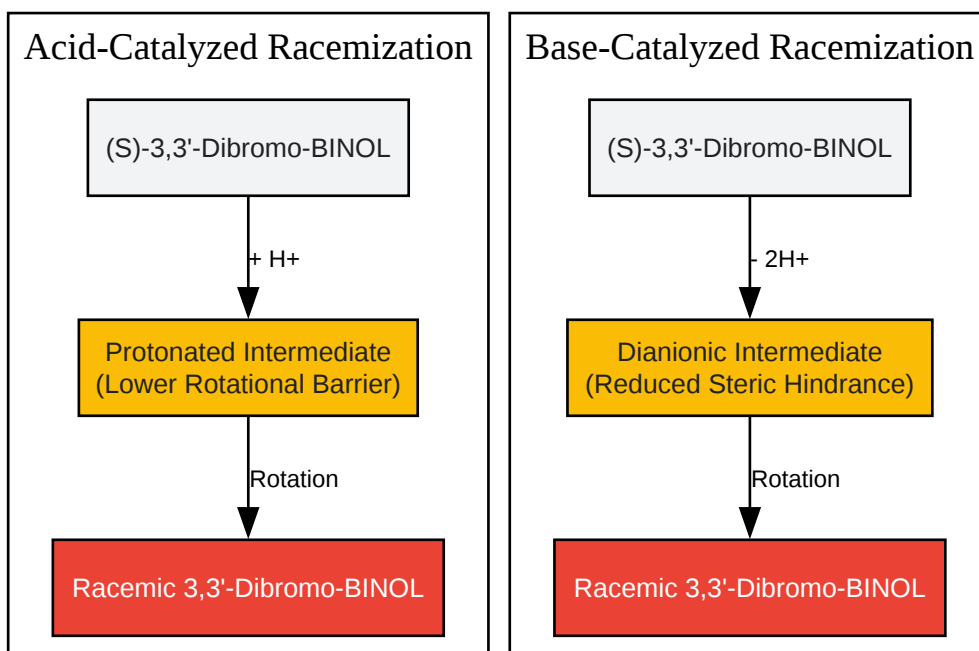 Acid-Catalyzed Racemization
(S)-3,3'-Dibromo-BINOL
+ H+
Protonated Intermediate
(Lower Rotational Barrier)
Rotation
Racemic 3,3'-Dibromo-BINOL
Base-Catalyzed Racemization
(S)-3,3'-Dibromo-BINOL
- 2H+
Dianionic Intermediate
(Reduced Steric Hindrance)
Rotation
Racemic 3,3'-Dibromo-BINOL